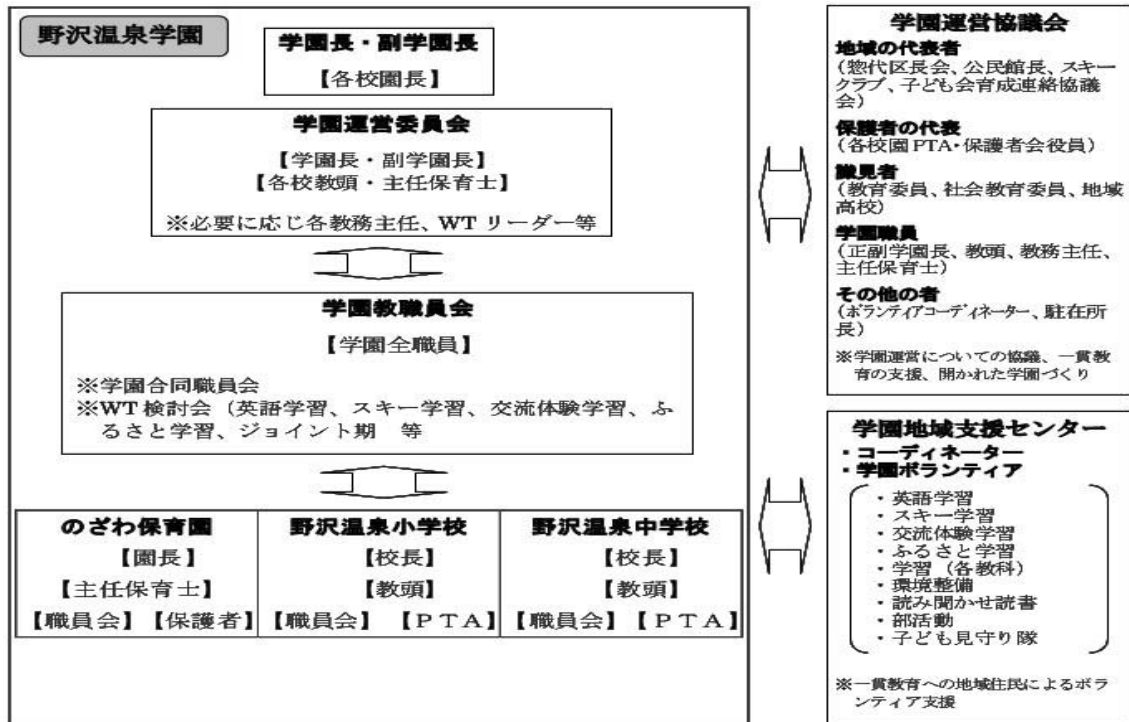 野沢温泉学園
学園長・副学園長
【各校園長】
学園運営委員会
【学園長・副学園長】
【各校教頭・主任保育士】
※必要に応じ各教務主任、WT リーダー等
学園教職員会
【学園全職員】
※学園合同職員会
※WT 検討会（英語学習、スキー学習、交流体験学習、ふ
るさと学習、ジョイント期　等
のざわ保育園
【園長】
【主任保育士】
【職員会】【保護者】
野沢温泉小学校
【校長】
【教頭】
【職員会】　【ＰＴＡ】
野沢温泉中学校
【校長】
【教頭】
【職員会】【ＰＴＡ】
学園運営協議会
地域の代表者
（惣代区長会、公民館長、スキー
クラブ、子ども会育成連絡協議
会）
保護者の代表
（各校園 PTA・保護者会役員）
識見者
（教育委員、社会教育委員、地域
高校）
学園職員
（正副学園長、教頭、教務主任、
主任保育士）
その他の者
（ボランティアコーディネーター、駐在所
長）
※学園運営についての協議、一貫教
育の支援、開かれた学園づくり
学園地域支援センター
・コーディネーター
・学園ボランティア
・英語学習
・スキー学習
・交流体験学習
・ふるさと学習
・学習（各教科）
・環境整備
・読み聞かせ読書
・部活動
・子ども見守り隊
※一貫教育への地域住民によるボラ
ンティア支援